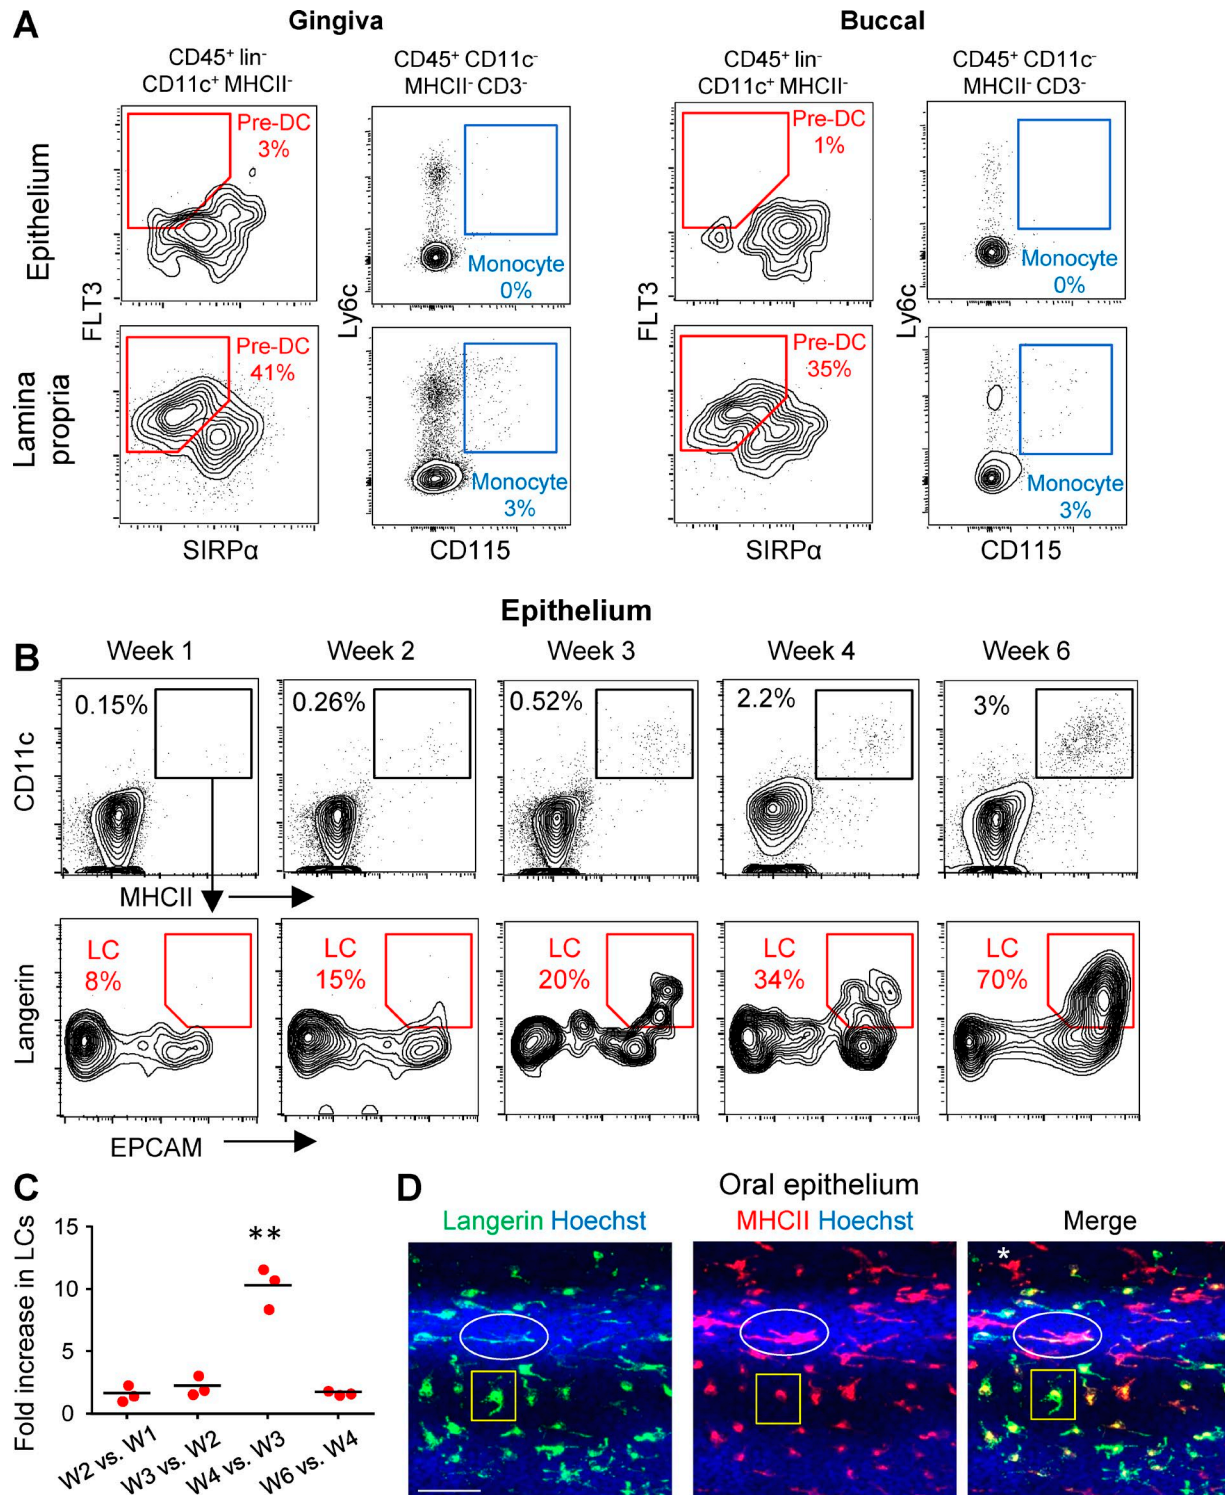 A
Gingiva
Buccal
CD45⁺ lin⁻
CD11c⁺ MHCII⁻
CD45⁺ CD11c⁻
MHCII⁻ CD3⁻
CD45⁺ lin⁻
CD11c⁺ MHCII⁻
CD45⁺ CD11c⁻
MHCII⁻ CD3⁻
Epithelium
FLT3
Pre-DC
3%
Ly6c
Monocyte
0%
FLT3
Pre-DC
1%
Ly6c
Monocyte
0%
Lamina
propria
Pre-DC
41%
Monocyte
3%
Pre-DC
35%
Monocyte
3%
SIRPα
CD115
SIRPα
CD115
Epithelium
B
Week 1
Week 2
Week 3
Week 4
Week 6
CD11c
0.15%
0.26%
0.52%
2.2%
3%
MHCII
Langerin
LC
8%
LC
15%
LC
20%
LC
34%
LC
70%
EPCAM
C
Fold increase in LCs
15
10
5
0
**
W2 vs. W1
W3 vs. W2
W4 vs. W3
W6 vs. W4
D
Oral epithelium
Langerin Hoechst
MHCII Hoechst
Merge
*